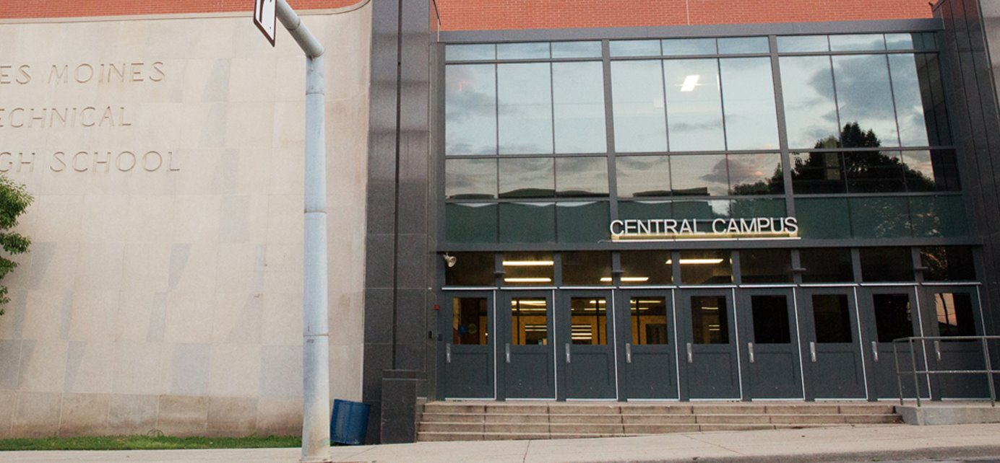 ES MOINES
ECHNICAL
GH SCHOOL
CENTRAL CAMPUS